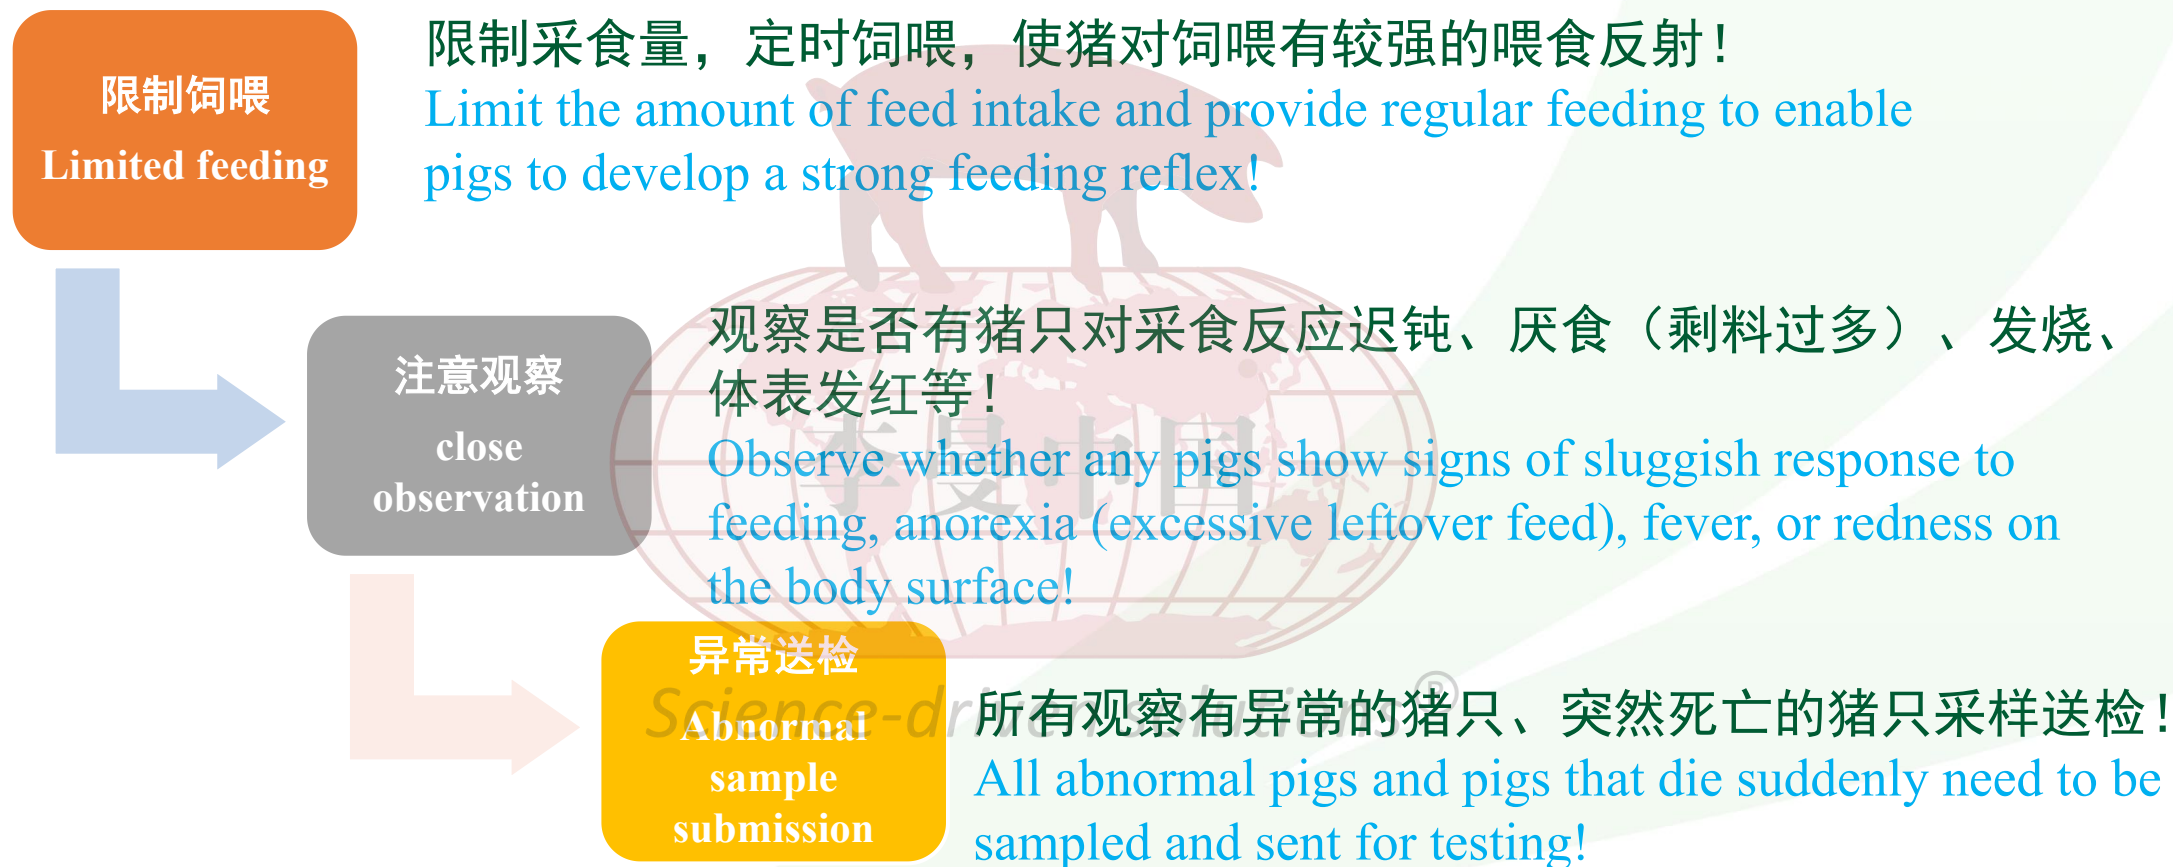 限制饲喂
Limited feeding
限制采食量，定时饲喂，使猪对饲喂有较强的喂食反射！
Limit the amount of feed intake and provide regular feeding to enable
pigs to develop a strong feeding reflex!
注意观察
close
observation
观察是否有猪只对采食反应迟钝、厌食（剩料过多）、发烧、
体表发红等！
Observe whether any pigs show signs of sluggish response to
feeding, anorexia (excessive leftover feed), fever, or redness on
the body surface!
李曼中国
Science-driven solutions®
异常送检
Abnormal
sample
submission
所有观察有异常的猪只、突然死亡的猪只采样送检！
All abnormal pigs and pigs that die suddenly need to be
sampled and sent for testing!